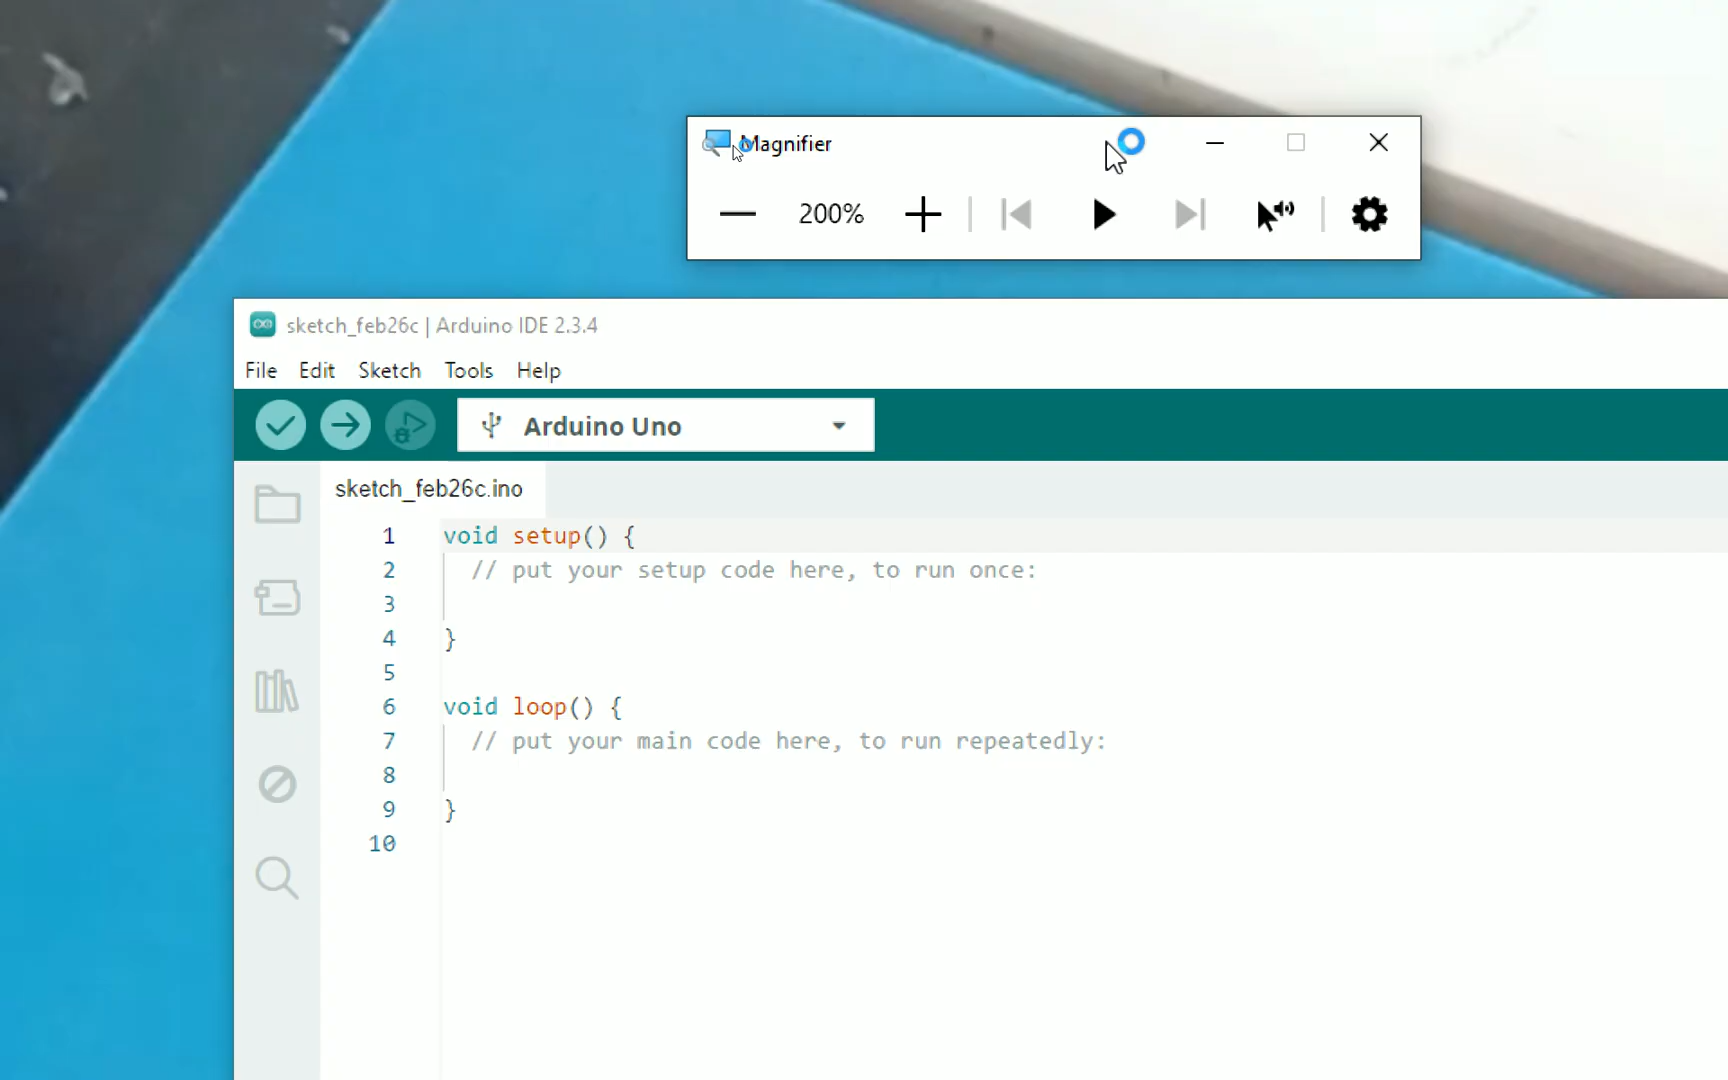 Magnifier
200%
sketch_feb26c | Arduino IDE 2.3.4
File Edit Sketch Tools Help
Arduino Uno
sketch_feb26c.ino
1 void setup() {
2 // put your setup code here, to run once:
3
4 }
5
6 void loop() {
7 // put your main code here, to run repeatedly:
8
9 }
10